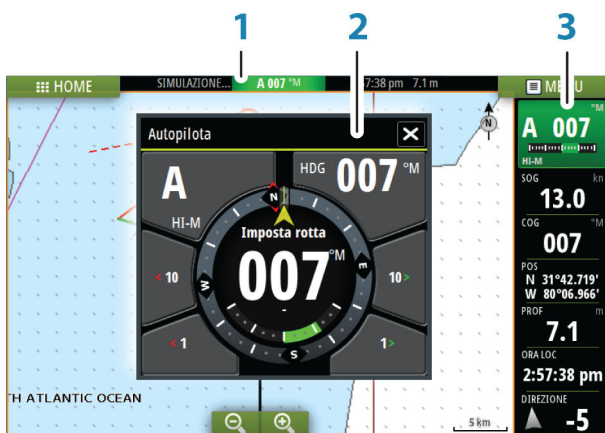 1 2 3
HOME
SIMULAZIONE...
A 007 °M
7:38 pm 7.1 m
Autopilota
A
HI-M
HDG 007 °M
N
Imposta rotta
007 °M
-
W
E
S
< 10
10 >
< 1
1 >
N
°M
A 007
HI-M
SOG kn
13.0
COG °M
007
POS
N 31°42.719'
W 80°06.966'
PROF m
7.1
ORA LOC
2:57:38 pm
DIREZIONE
-5
TH ATLANTIC OCEAN
5 km